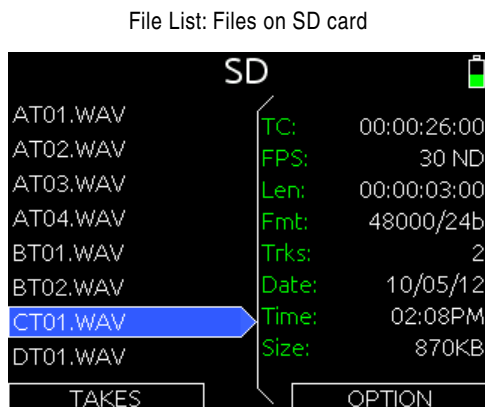 File List: Files on SD card
SD
AT01.WAV
AT02.WAV
AT03.WAV
AT04.WAV
BT01.WAV
BT02.WAV
CT01.WAV
DT01.WAV
TC: 00:00:26:00
FPS: 30 ND
Len: 00:00:03:00
Fmt: 48000/24b
Trks: 2
Date: 10/05/12
Time: 02:08PM
Size: 870KB
TAKES
OPTION